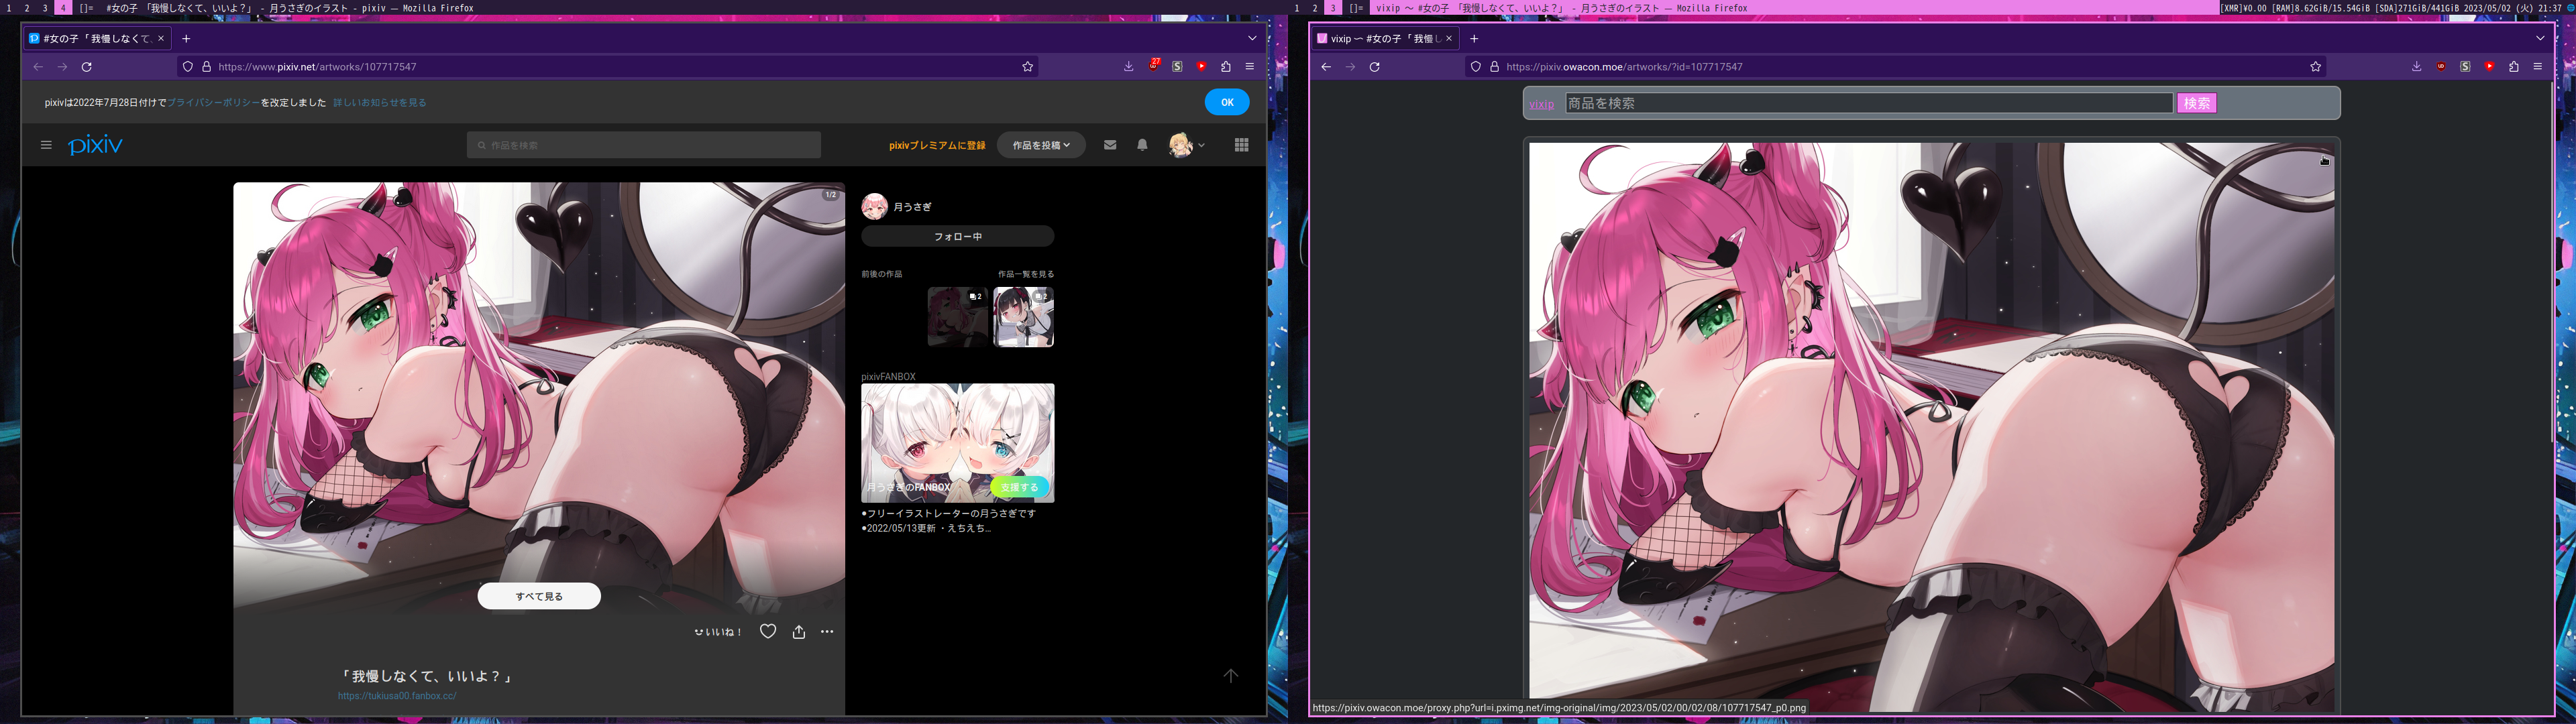 1 2 3 4 []= #女の子 「我慢しなくて、いいよ？」 - 月うさぎのイラスト - pixiv — Mozilla Firefox
#女の子 「我慢しなくて、
https://www.pixiv.net/artworks/107717547
27
pixivは2022年7月28日付けでプライバシーポリシーを改定しました 詳しいお知らせを見る
OK
pixiv
作品を検索
pixivプレミアムに登録
作品を投稿
1/2
月うさぎ
フォロー中
前後の作品
作品一覧を見る
2
2
pixivFANBOX
月うさぎのFANBOX
支援する
●フリーイラストレーターの月うさぎです
●2022/05/13更新 ・えちえち...
すべて見る
いいね！
「我慢しなくて、いいよ？」
https://tukiusa00.fanbox.cc/
1 2 3 []= vixip 〜 #女の子 「我慢しなくて、いいよ？」 - 月うさぎのイラスト — Mozilla Firefox
[XMR]¥0.00 [RAM]8.62GiB/15.54GiB [SDA]271GiB/441GiB 2023/05/02 (火) 21:37
vixip 〜 #女の子 「我慢し
https://pixiv.owacon.moe/artworks/?id=107717547
vixip
商品を検索
検索
https://pixiv.owacon.moe/proxy.php?url=i.pximg.net/img-original/img/2023/05/02/00/02/08/107717547_p0.png